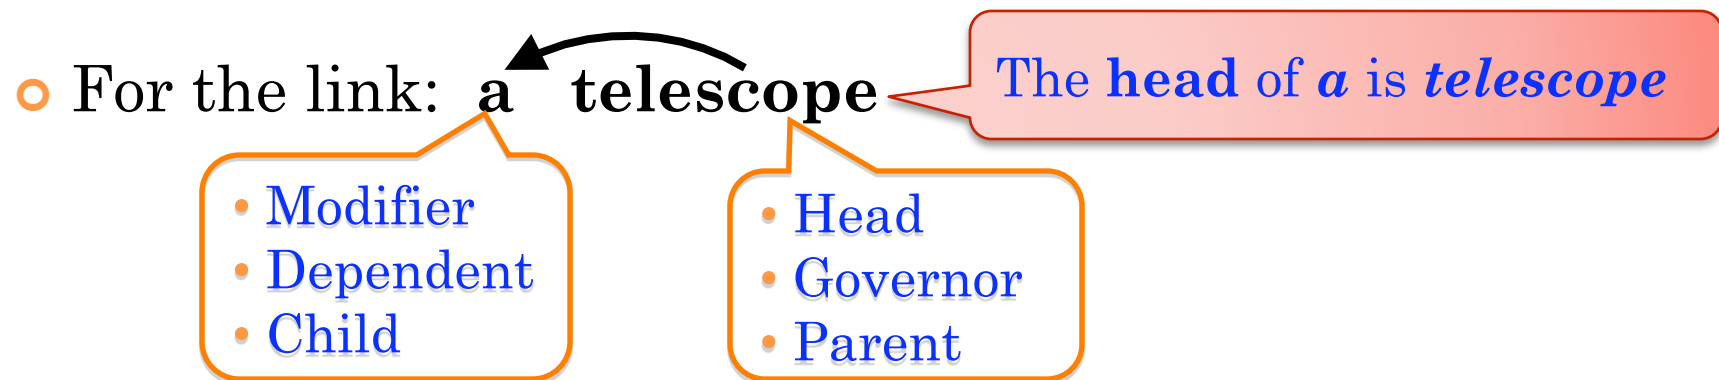 For the link: a telescope
The head of a is telescope
• Modifier
• Dependent
• Child
• Head
• Governor
• Parent